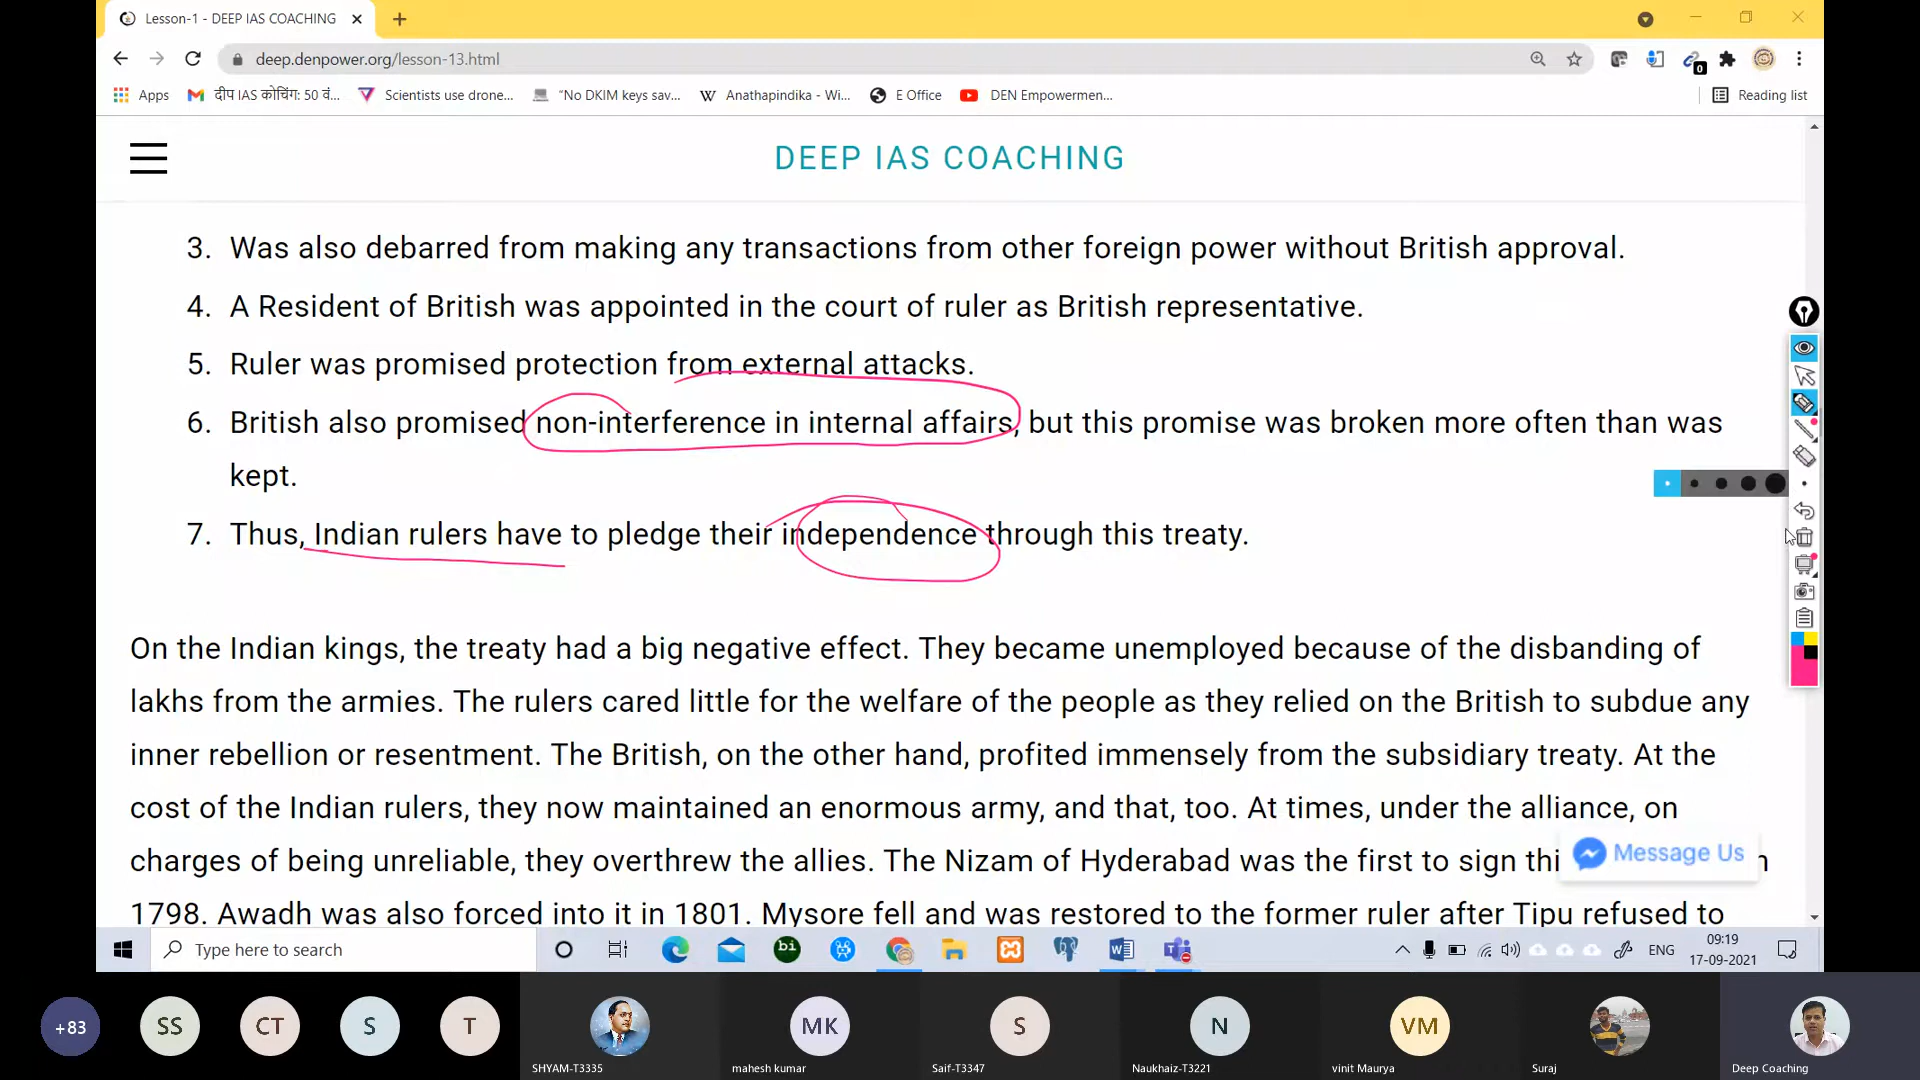 Lesson-1 - DEEP IAS COACHING
deep.denpower.org/lesson-13.html
0
Apps
दीप IAS कोचिंग: 50 वं...
Scientists use drone...
"No DKIM keys sav...
Anathapindika - Wi...
E Office
DEN Empowermen...
Reading list
DEEP IAS COACHING
3. Was also debarred from making any transactions from other foreign power without British approval.
4. A Resident of British was appointed in the court of ruler as British representative.
5. Ruler was promised protection from external attacks.
6. British also promised non-interference in internal affairs, but this promise was broken more often than was
kept.
7. Thus, Indian rulers have to pledge their independence through this treaty.
On the Indian kings, the treaty had a big negative effect. They became unemployed because of the disbanding of
lakhs from the armies. The rulers cared little for the welfare of the people as they relied on the British to subdue any
inner rebellion or resentment. The British, on the other hand, profited immensely from the subsidiary treaty. At the
cost of the Indian rulers, they now maintained an enormous army, and that, too. At times, under the alliance, on
charges of being unreliable, they overthrew the allies. The Nizam of Hyderabad was the first to sign
Message Us
1798. Awadh was also forced into it in 1801. Mysore fell and was restored to the former ruler after Tipu refused to
Type here to search
bi
ENG
09:19
17-09-2021
+83
SS
CT
S
T
MK
S
N
VM
SHYAM-T3335
mahesh kumar
Saif-T3347
Naukhaiz-T3221
vinit Maurya
Suraj
Deep Coaching